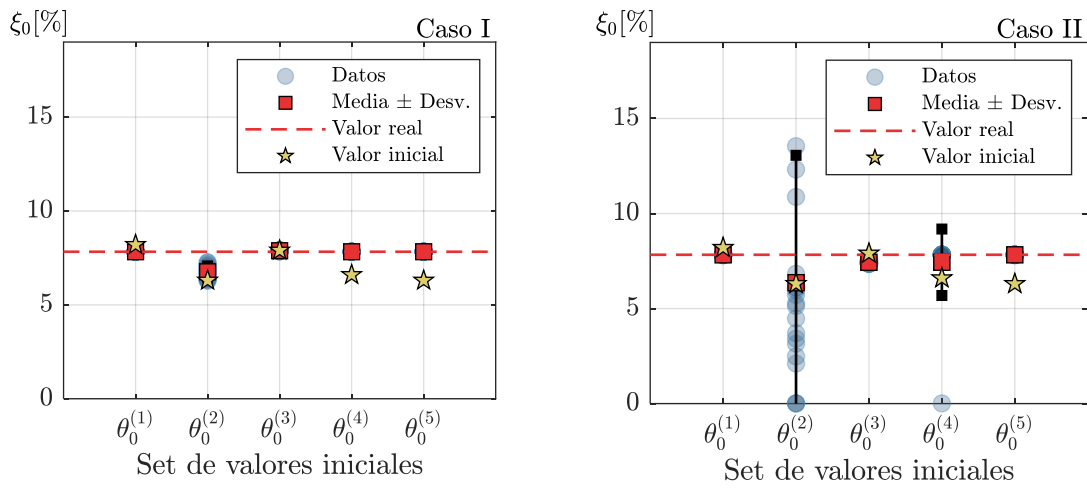 ξ₀[%]
Caso I
Datos
Media ± Desv.
Valor real
Valor inicial
15
10
5
0
θ₀⁽¹⁾ θ₀⁽²⁾ θ₀⁽³⁾ θ₀⁽⁴⁾ θ₀⁽⁵⁾
Set de valores iniciales
ξ₀[%]
Caso II
Datos
Media ± Desv.
Valor real
Valor inicial
15
10
5
0
θ₀⁽¹⁾ θ₀⁽²⁾ θ₀⁽³⁾ θ₀⁽⁴⁾ θ₀⁽⁵⁾
Set de valores iniciales